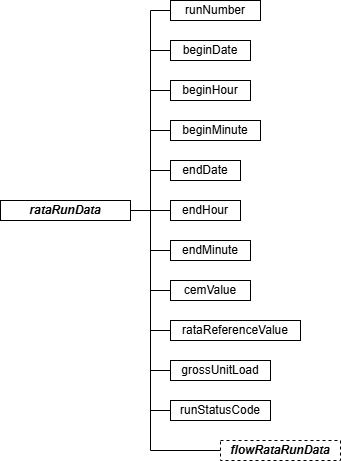 runNumber
beginDate
beginHour
beginMinute
endDate
rataRunData
endHour
endMinute
cemValue
rataReferenceValue
grossUnitLoad
runStatusCode
flowRataRunData